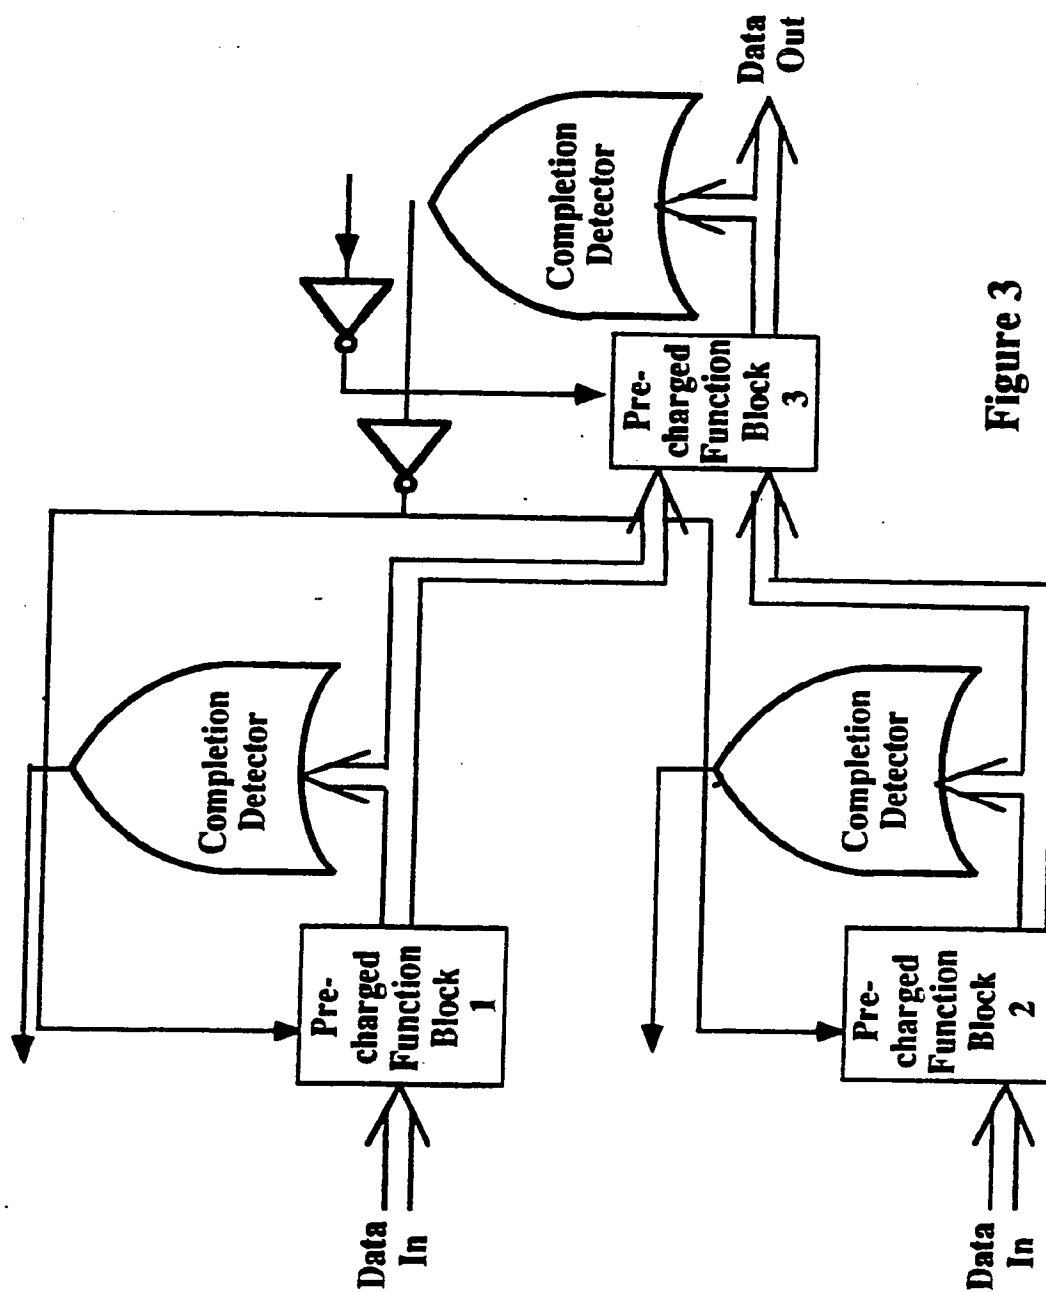 Data
In
Pre-
charged
Function
Block
1
Completion
Detector
Data
In
Pre-
charged
Function
Block
2
Completion
Detector
Pre-
charged
Function
Block
3
Completion
Detector
Data
Out
Figure 3